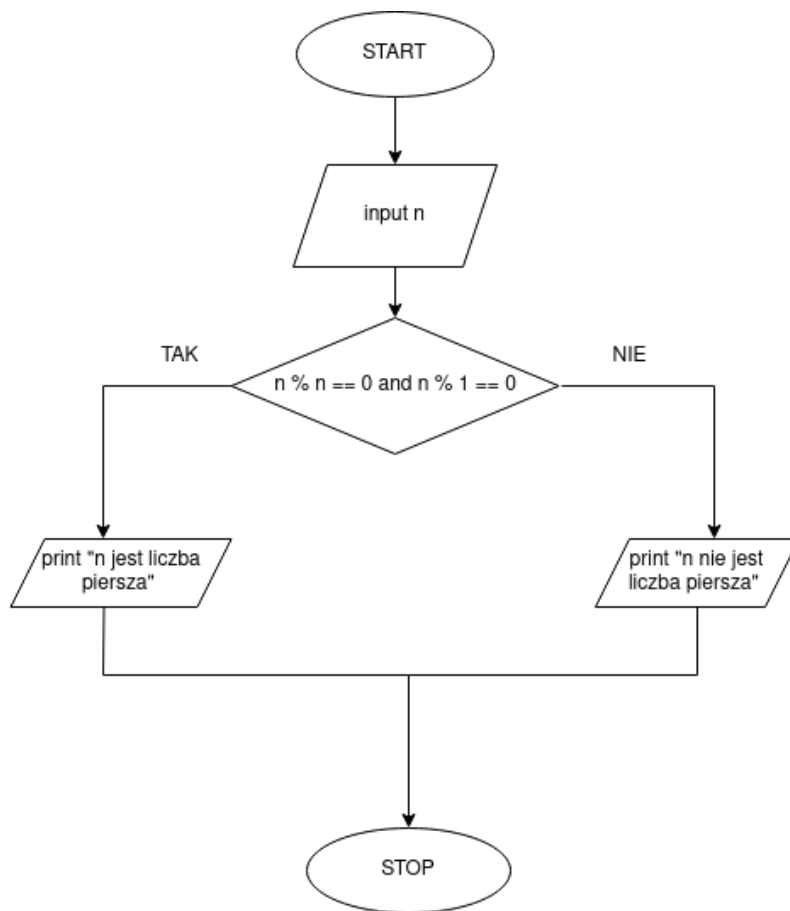 START
input n
TAK
NIE
n % n == 0 and n % 1 == 0
print "n jest liczba
piersza"
print "n nie jest
liczba piersza"
STOP